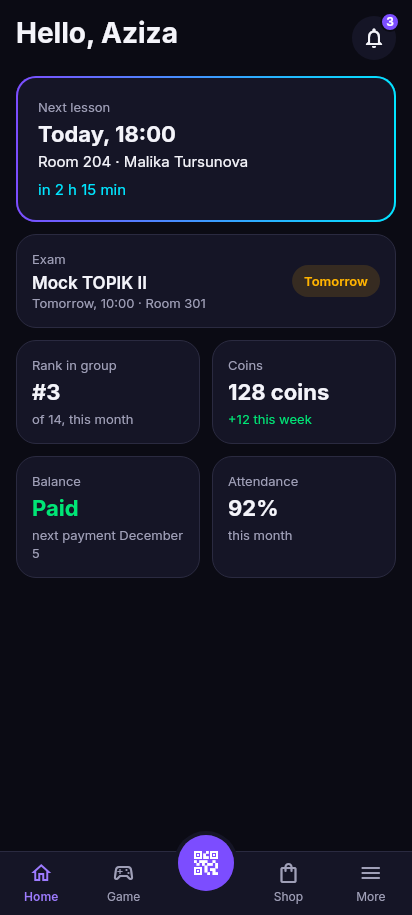 Hello, Aziza
3
Next lesson
Today, 18:00
Room 204 · Malika Tursunova
in 2 h 15 min
Exam
Mock TOPIK II
Tomorrow, 10:00 · Room 301
Tomorrow
Rank in group
#3
of 14, this month
Coins
128 coins
+12 this week
Balance
Paid
next payment December
5
Attendance
92%
this month
Home
Game
Shop
More